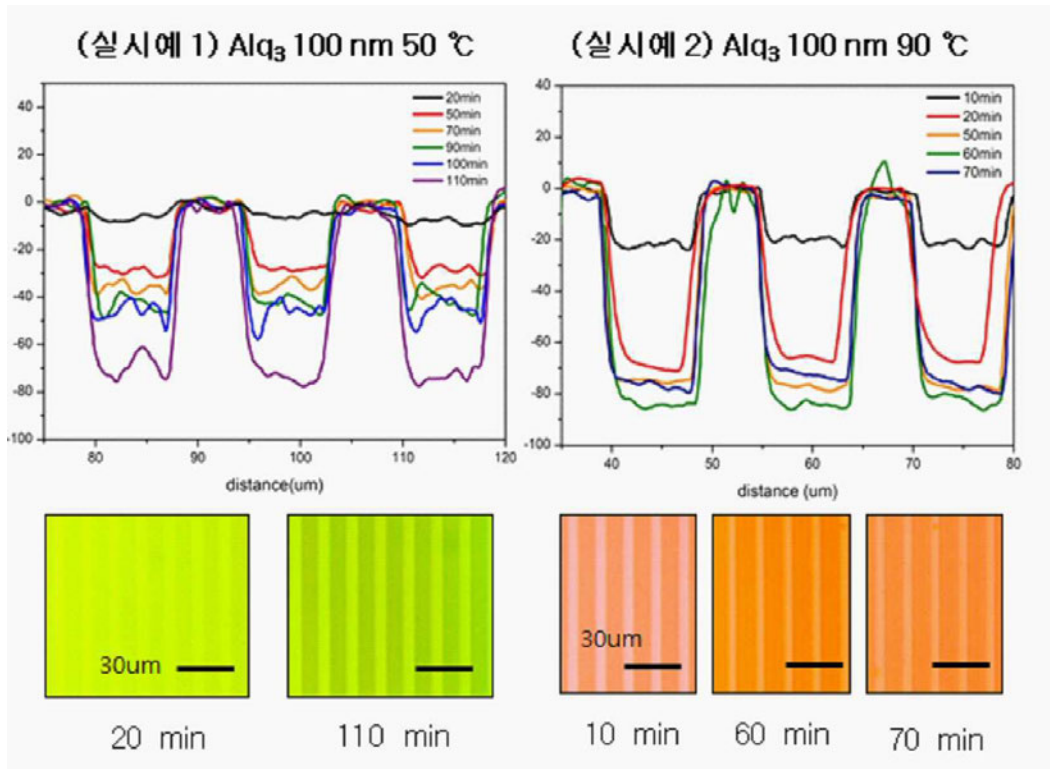 (실시예 1) Alq₃ 100 nm 50 ℃
40
20
0
-20
-40
-60
-80
-100
20min
50min
70min
90min
100min
110min
80
90
100
110
120
distance(um)
30um
20 min
110 min
(실시예 2) Alq₃ 100 nm 90 ℃
40
20
0
-20
-40
-60
-80
-100
10min
20min
50min
60min
70min
40
50
60
70
80
distance (um)
30um
10 min
60 min
70 min